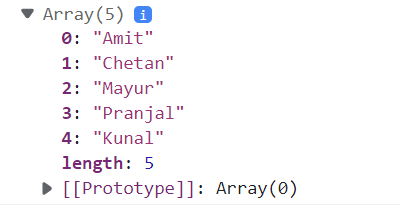 Array(5) i
0: "Amit"
1: "Chetan"
2: "Mayur"
3: "Pranjal"
4: "Kunal"
length: 5
[[Prototype]]: Array(0)